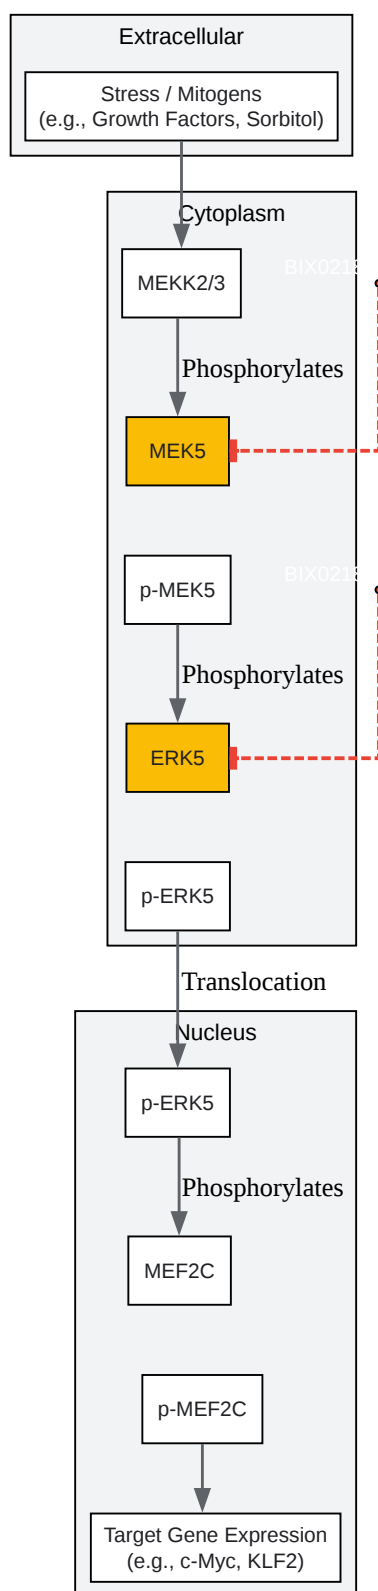 Extracellular
Stress / Mitogens
(e.g., Growth Factors, Sorbitol)
Cytoplasm
MEKK2/3
Phosphorylates
MEK5
p-MEK5
Phosphorylates
ERK5
p-ERK5
Translocation
Nucleus
p-ERK5
Phosphorylates
MEF2C
p-MEF2C
Target Gene Expression
(e.g., c-Myc, KLF2)